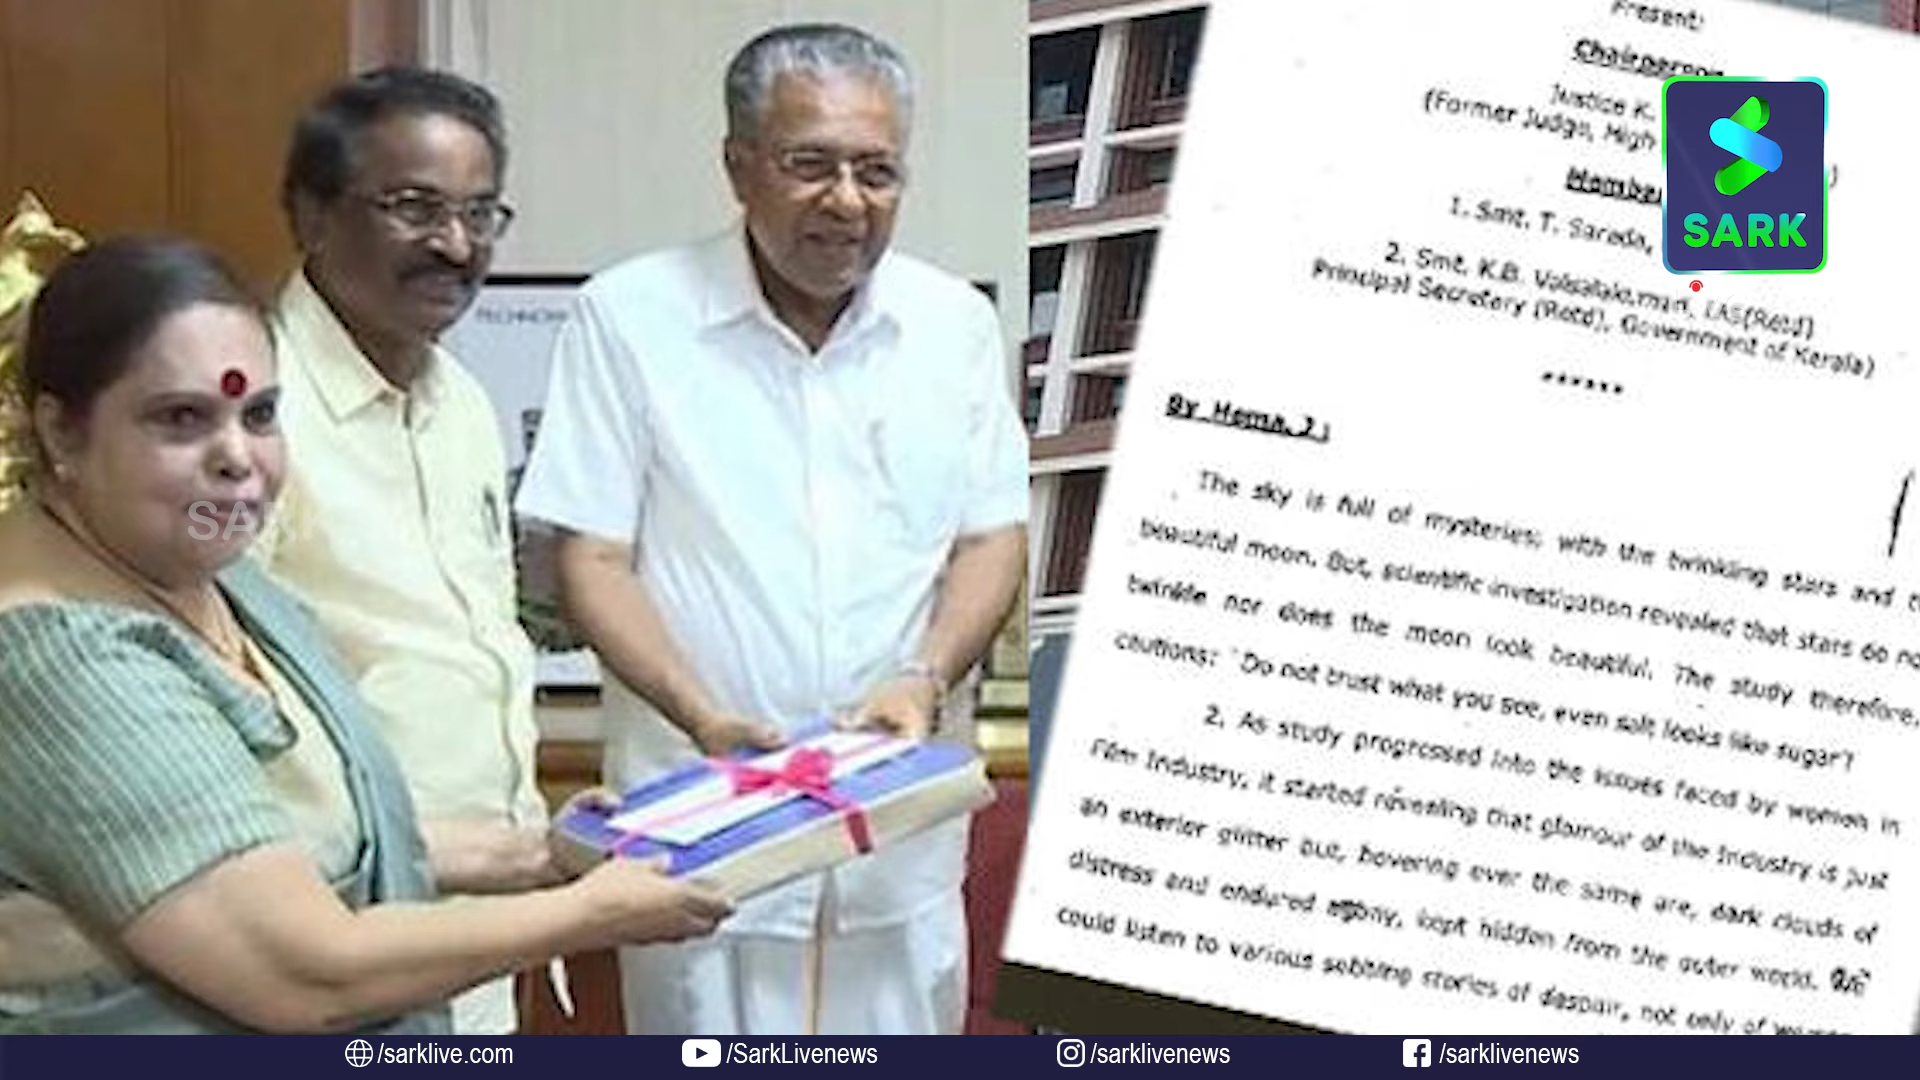 Present:
Chairperson
Justice K.
(Former Judge, High
Member
1. Smt. T. Sarada,
2. Smt. K.B. Valsalakumari, IAS(Retd)
Principal Secretary (Retd), Government of Kerala)
******
By Hema, J:
The sky is full of mysteries; with the twinkling stars and
beautiful moon. But, scientific investigation revealed that stars do no
twinkle nor does the moon look beautiful. The study therefore,
cautions: "Do not trust what you see, even salt looks like sugar"!
2. As study progressed into the issues faced by women in
Film Industry, it started revealing that glamour of the Industry is just
an exterior glitter but, hovering over the same are, dark clouds of
distress and endured agony, kept hidden from the outer world. We
could listen to various sobbing stories of despair, not only of women
SARK
SA
TECHNO
/sarklive.com
/SarkLivenews
/sarklivenews
/sarklivenews